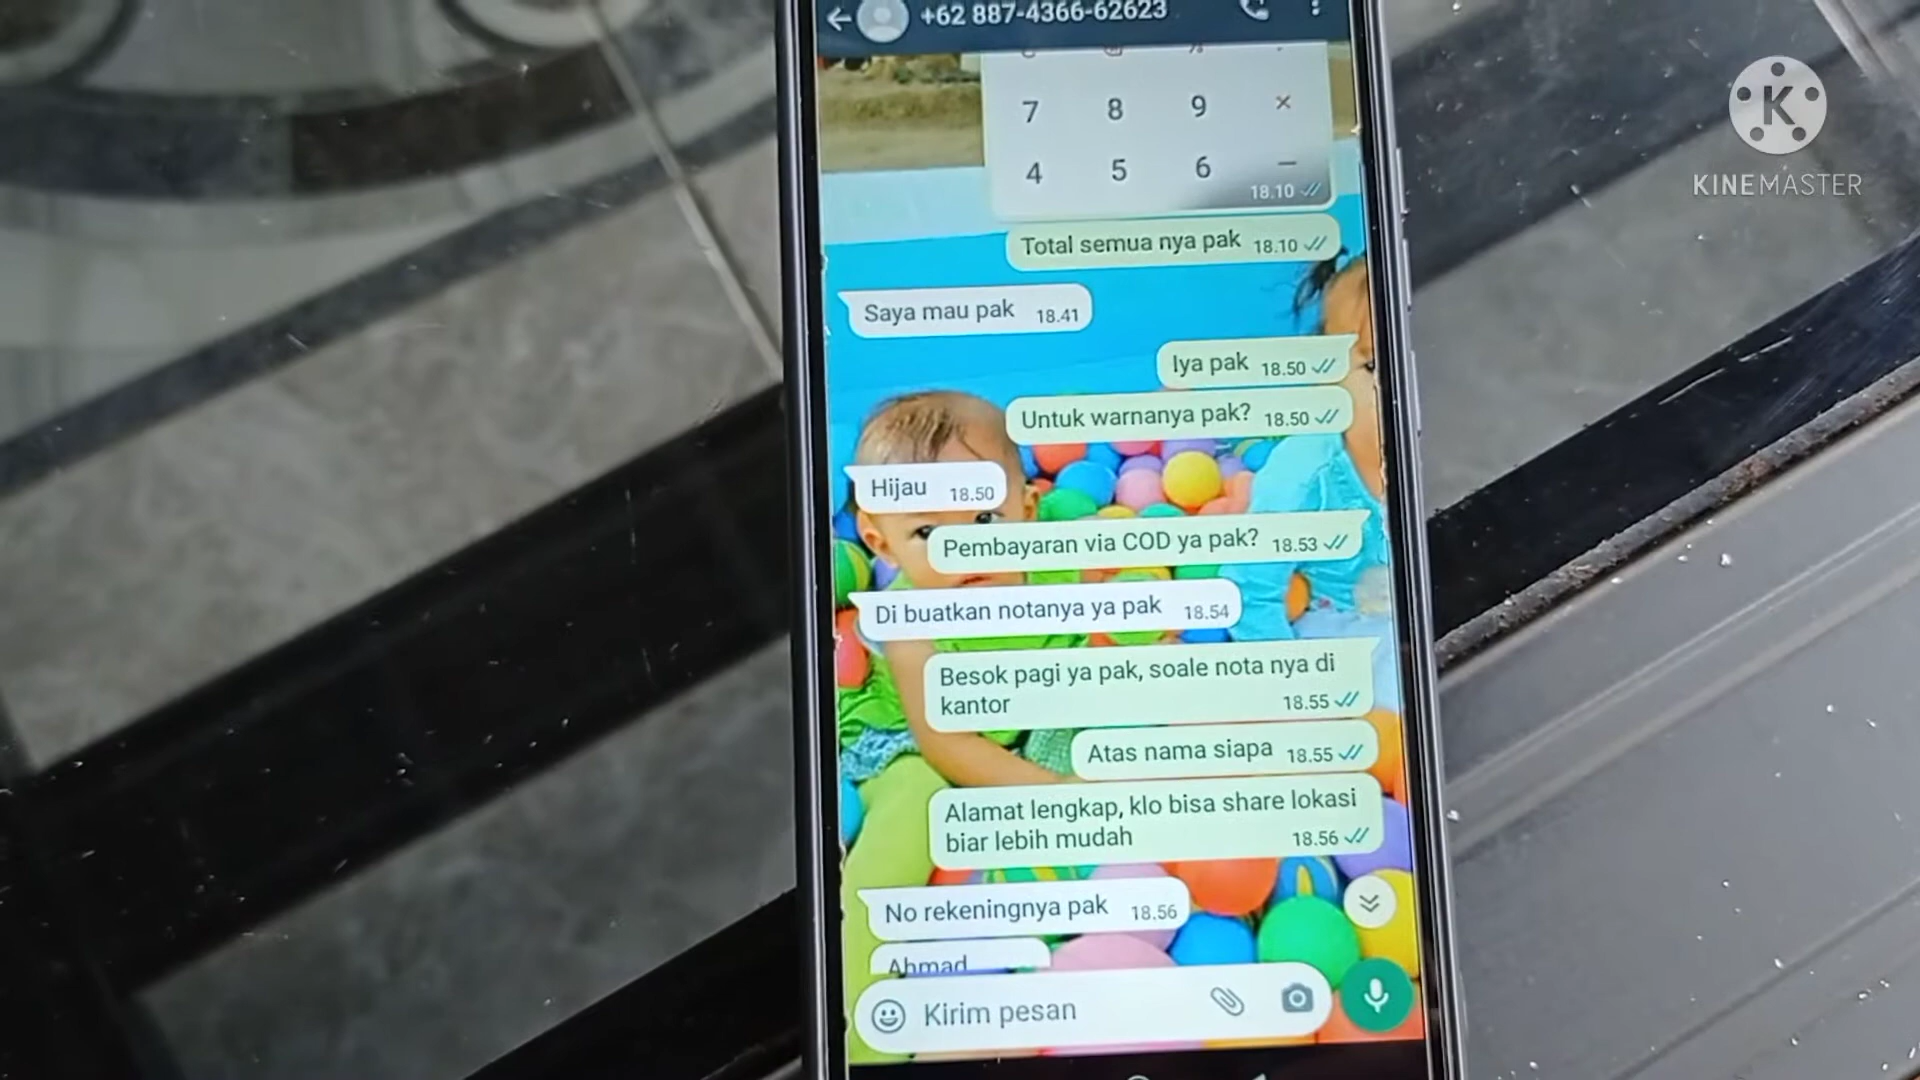 +62 887-4366-62623
7 8 9 ×
4 5 6 −
18.10
Total semua nya pak 18.10
Saya mau pak 18.41
Iya pak 18.50
Untuk warnanya pak? 18.50
Hijau 18.50
Pembayaran via COD ya pak? 18.53
Di buatkan notanya ya pak 18.54
Besok pagi ya pak, soale nota nya di
kantor 18.55
Atas nama siapa 18.55
Alamat lengkap, klo bisa share lokasi
biar lebih mudah 18.56
No rekeningnya pak 18.56
Ahmad
Kirim pesan
K
KINEMASTER